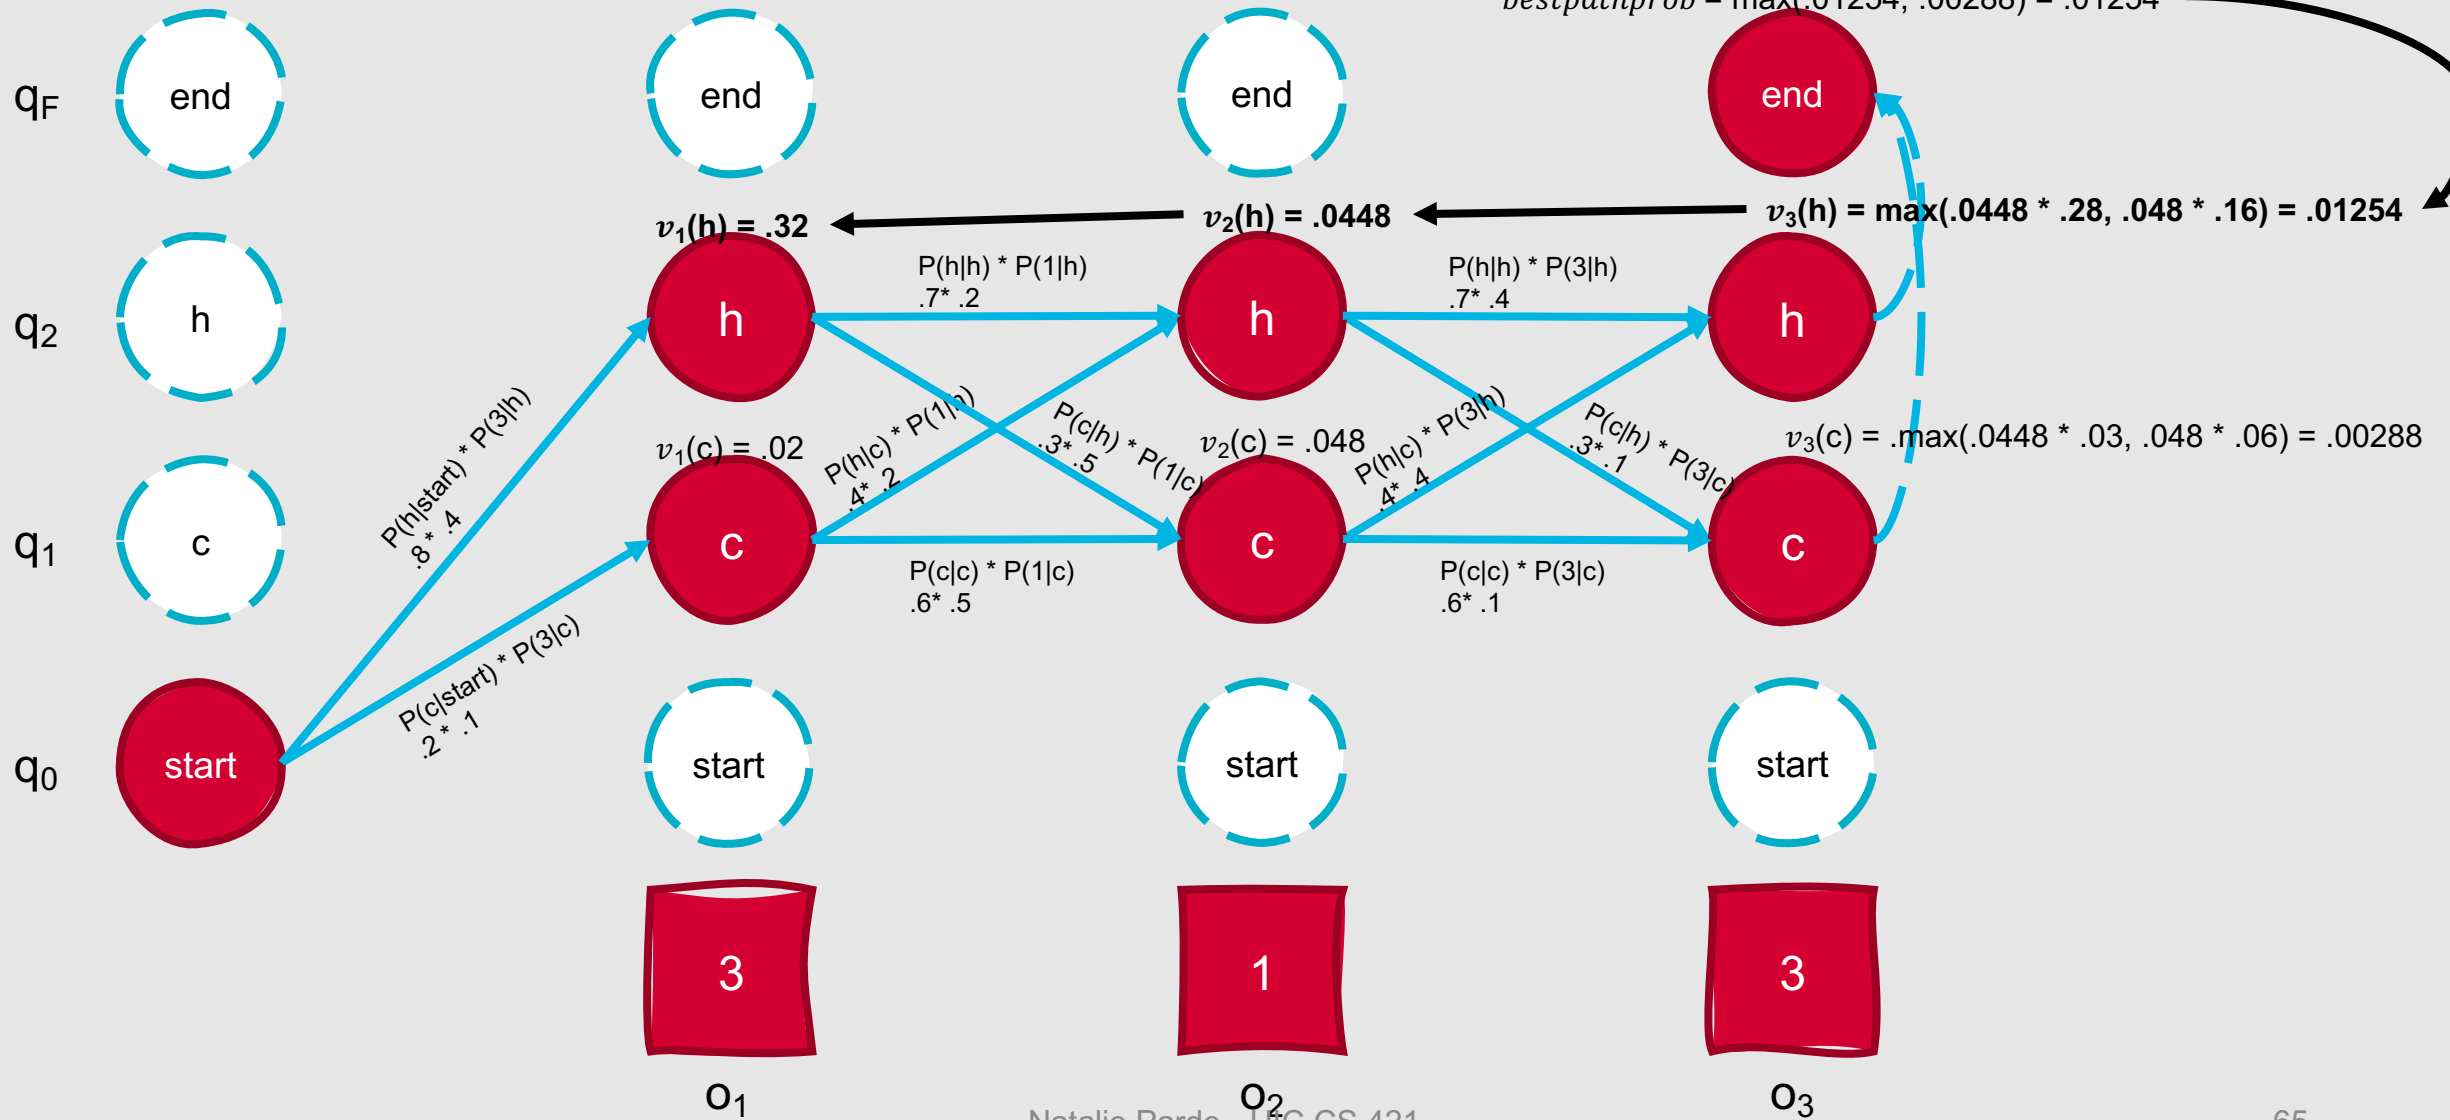 bestpathprob = max(.01254, .00288) = .01254
qF end end end end
v1(h) = .32 v2(h) = .0448 v3(h) = max(.0448 * .28, .048 * .16) = .01254
P(h|h) * P(1|h) P(h|h) * P(3|h)
.7* .2 .7* .4
q2 h h h h
P(h|start) * P(3|h)
.8 * .4
P(h|c) * P(1|h)
.4* .2
P(c|h) * P(1|c)
.3* .5
P(h|c) * P(3|h)
.4* .4
P(c|h) * P(3|c)
.3* .1
v1(c) = .02 v2(c) = .048 v3(c) = .max(.0448 * .03, .048 * .06) = .00288
q1 c c c c
P(c|c) * P(1|c) P(c|c) * P(3|c)
.6* .5 .6* .1
P(c|start) * P(3|c)
.2 * .1
q0 start start start start
3 1 3
o1 o2 o3
Natalie Parde - UIC CS 421
65